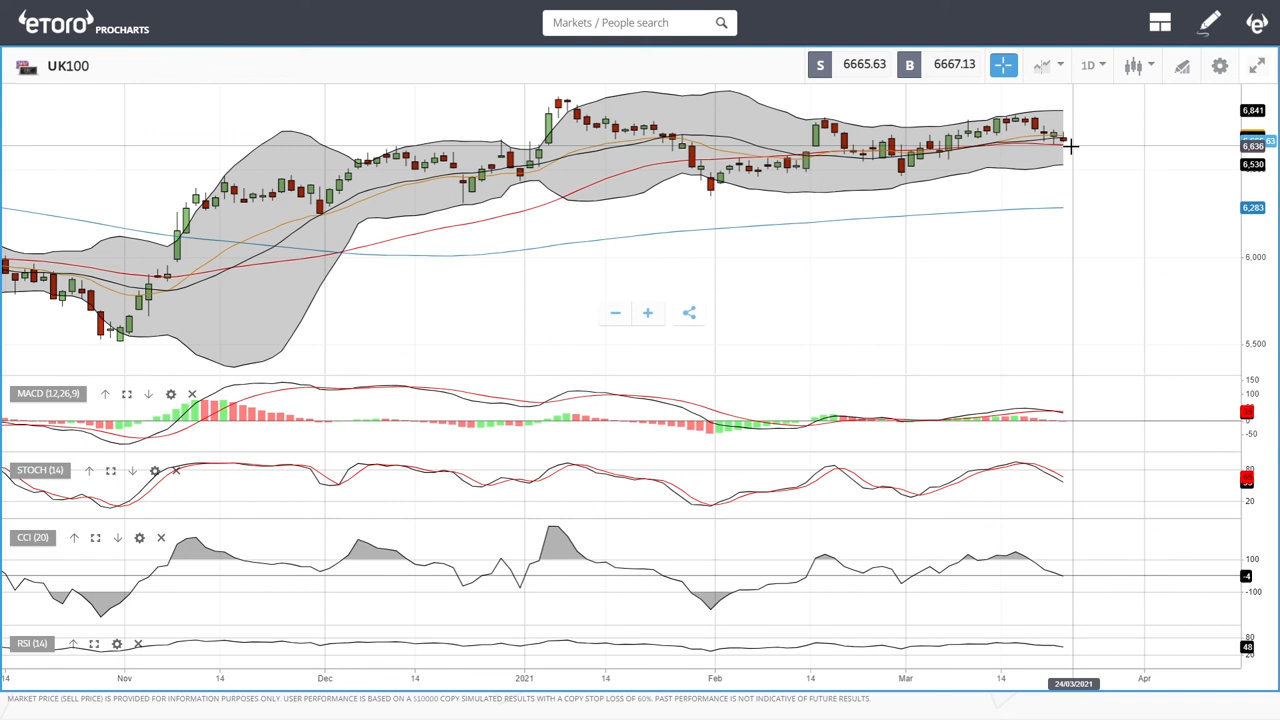 eToro PROCHARTS
Markets / People search
UK100
S 6665.63 B 6667.13
1D
6,841
63
6,636
6,530
6,283
6,000
5,500
MACD (12,26,9)
150
100
0
-50
STOCH (14)
80
20
CCI (20)
100
-4
-100
RSI (14)
80
48
20
14 Nov 14 Dec 14 2021 14 Feb 14 Mar 14 Apr
24/03/2021
MARKET PRICE (SELL PRICE) IS PROVIDED FOR INFORMATION PURPOSES ONLY. USER PERFORMANCE IS BASED ON A $10000 COPY SIMULATED RESULTS WITH A COPY STOP LOSS OF 60%. PAST PERFORMANCE IS NOT INDICATIVE OF FUTURE RESULTS.